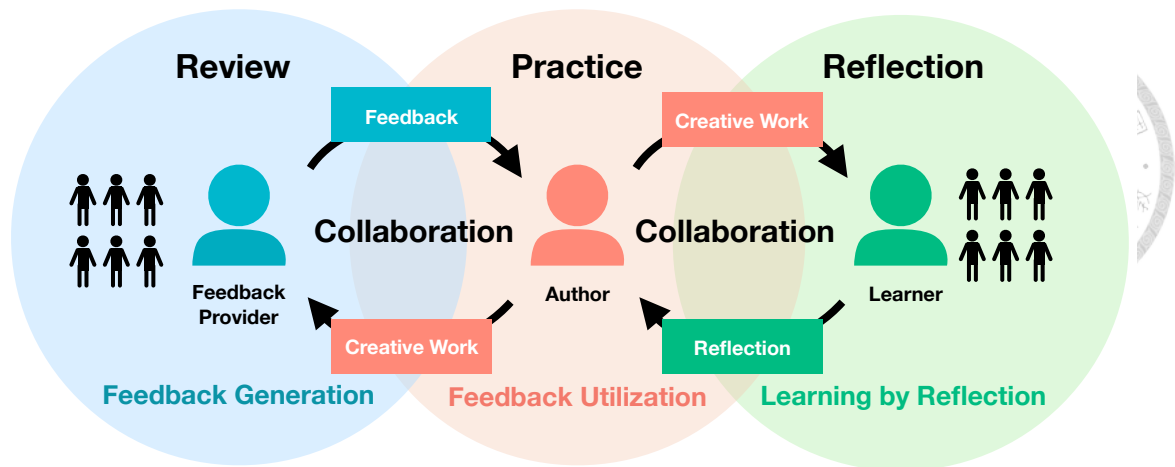 Review
Practice
Reflection
Feedback
Creative Work
Collaboration
Collaboration
Feedback
Provider
Author
Learner
Creative Work
Reflection
Feedback Generation
Feedback Utilization
Learning by Reflection